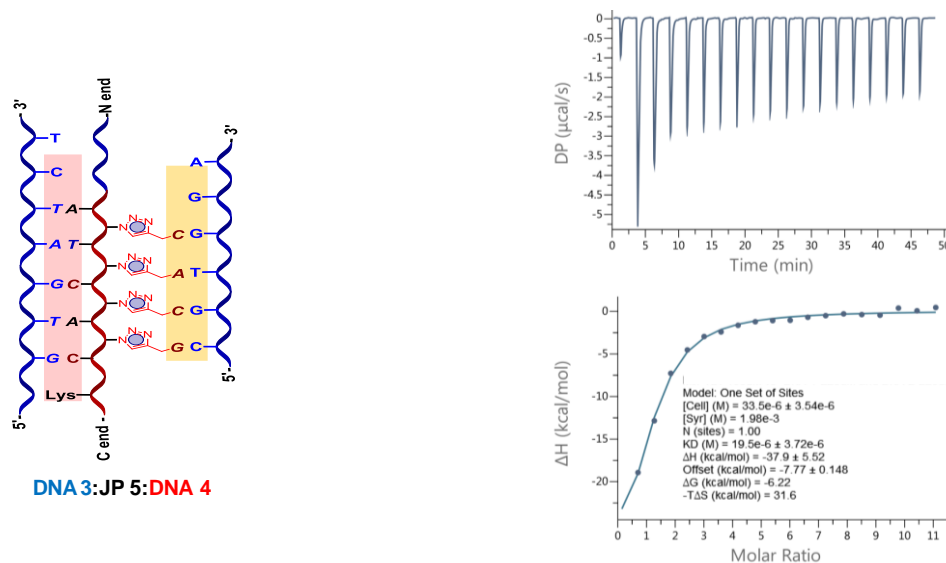 3'
N end
3'
T
C
T A
A T
G C
T A
G C
Lys
5'
C end
N N
N
C
N N
N
A
N N
N
C
N N
N
G
A
G
G
T
G
C
5'
DNA 3:JP 5:DNA 4
0
-0.5
-1
-1.5
-2
-2.5
-3
-3.5
-4
-4.5
-5
DP (µcal/s)
0 5 10 15 20 25 30 35 40 45 50
Time (min)
0
-5
-10
-15
-20
ΔH (kcal/mol)
Model: One Set of Sites
[Cell] (M) = 33.5e-6 ± 3.54e-6
[Syr] (M) = 1.98e-3
N (sites) = 1.00
KD (M) = 19.5e-6 ± 3.72e-6
ΔH (kcal/mol) = -37.9 ± 5.52
Offset (kcal/mol) = -7.77 ± 0.148
ΔG (kcal/mol) = -6.22
-TΔS (kcal/mol) = 31.6
0 1 2 3 4 5 6 7 8 9 10 11
Molar Ratio